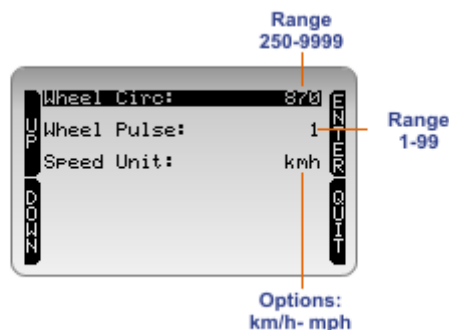 Range
250-9999
Wheel Circ: 870
Wheel Pulse: 1
Speed Unit: kmh
UP
DOWN
ENTER
QUIT
Range
1-99
Options:
km/h- mph